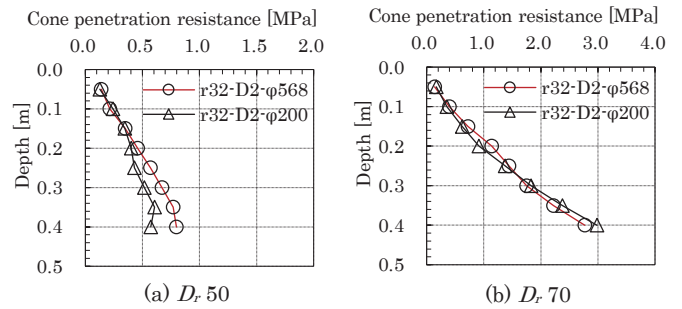 Cone penetration resistance [MPa]
0.0 0.5 1.0 1.5 2.0
0.0
0.1
0.2
0.3
0.4
0.5
Depth [m]
r32-D2-φ568
r32-D2-φ200
(a) Dr 50
Cone penetration resistance [MPa]
0.0 1.0 2.0 3.0 4.0
0.0
0.1
0.2
0.3
0.4
0.5
Depth [m]
r32-D2-φ568
r32-D2-φ200
(b) Dr 70